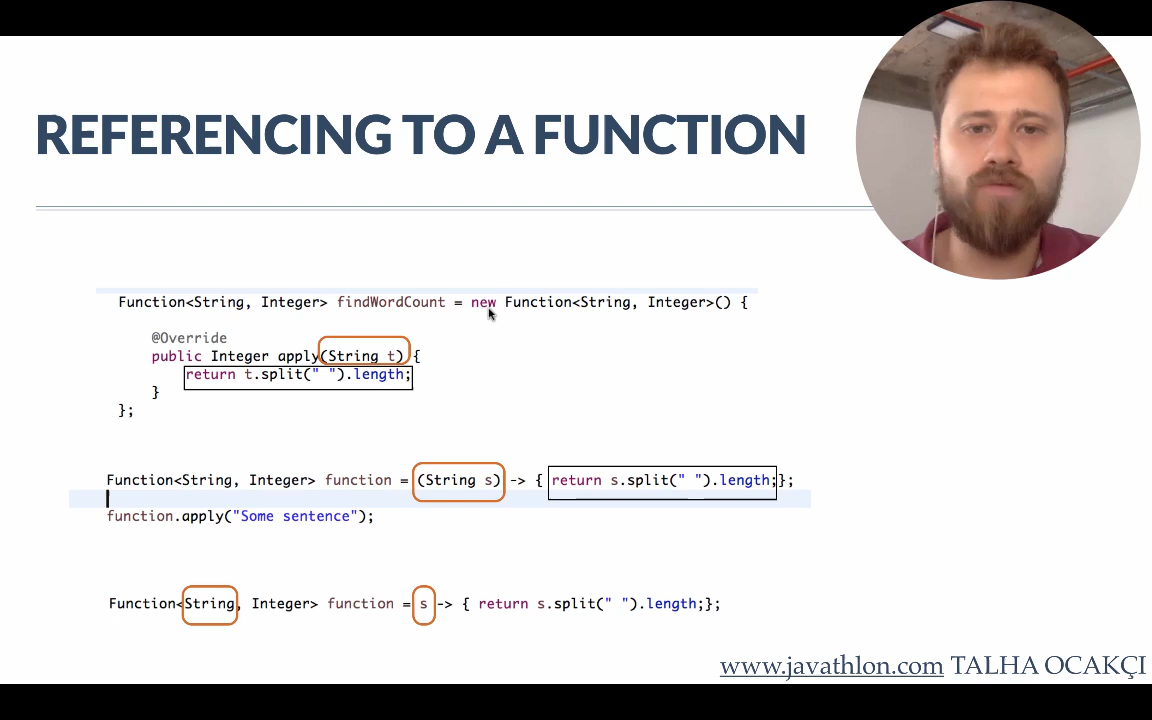 REFERENCING TO A FUNCTION
Function<String, Integer> findWordCount = new Function<String, Integer>() {
@Override
public Integer apply(String t) {
return t.split(" ").length;
}
};
Function<String, Integer> function = (String s) -> { return s.split(" ").length;};
function.apply("Some sentence");
Function<String, Integer> function = s -> { return s.split(" ").length;};
www.javathlon.com TALHA OCAKÇI